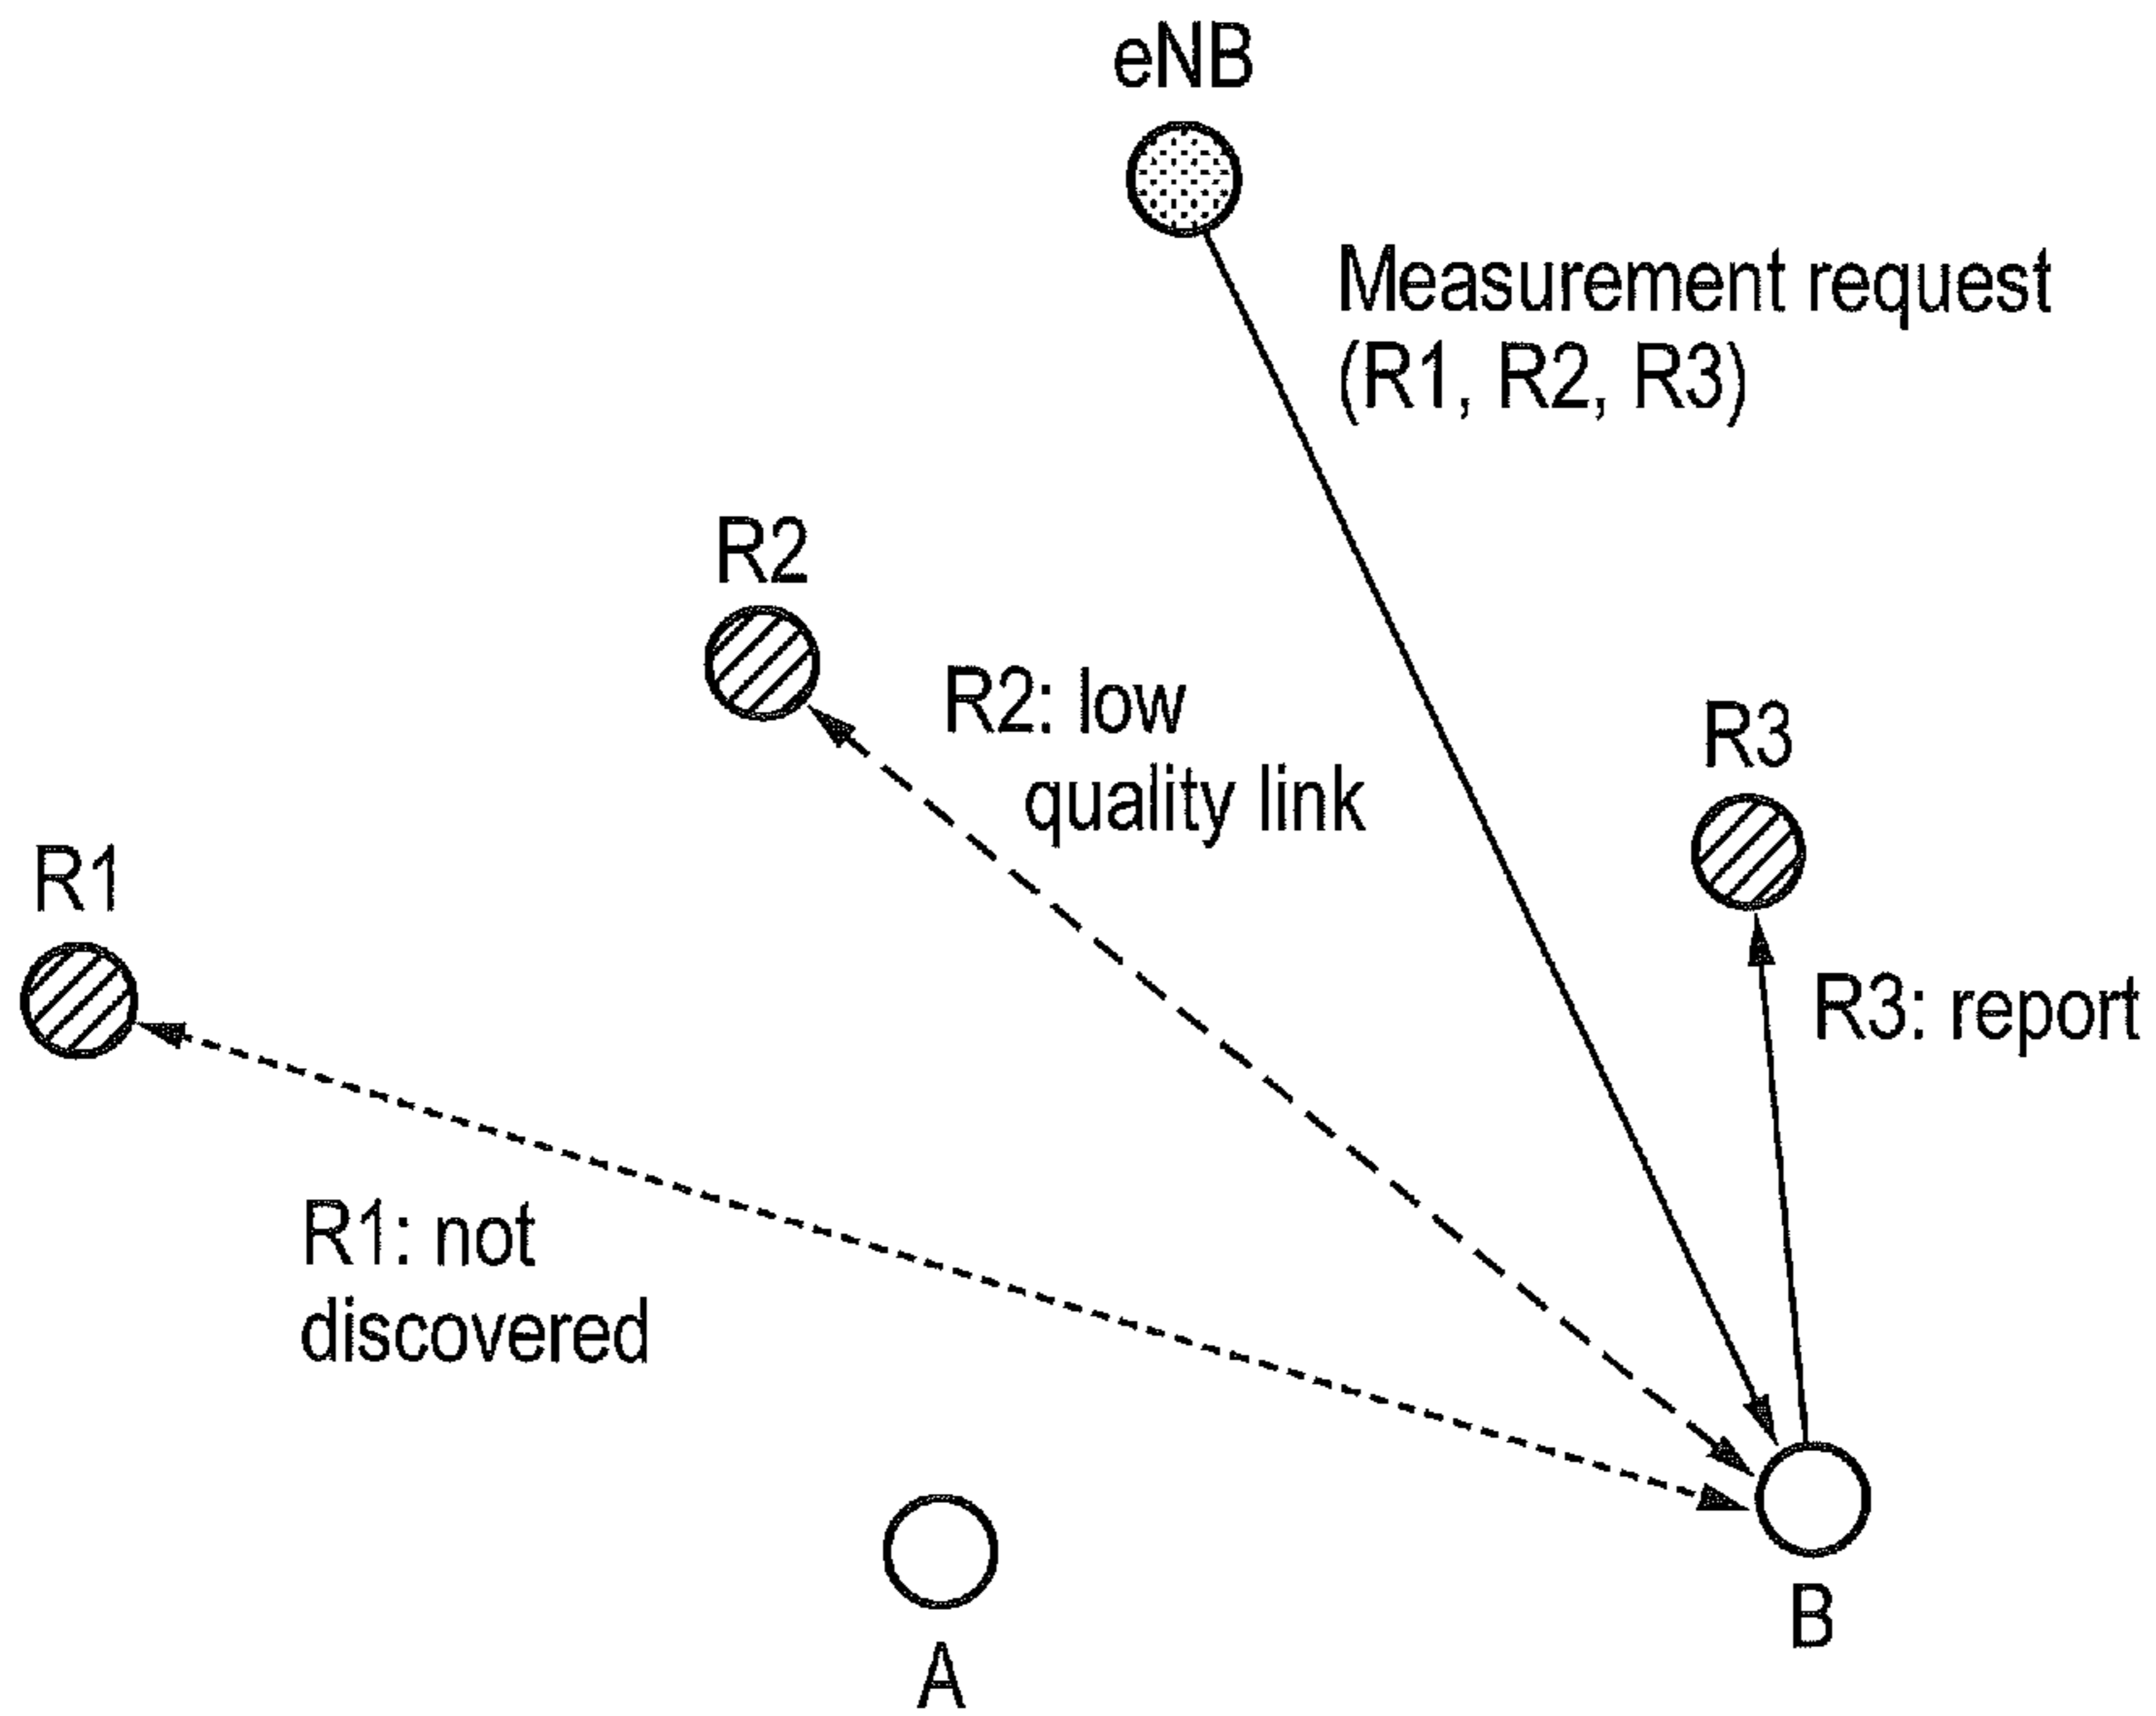 eNB
Measurement request
(R1, R2, R3)
R2
R2: low
quality link
R3
R1
R3: report
R1: not
discovered
B
A